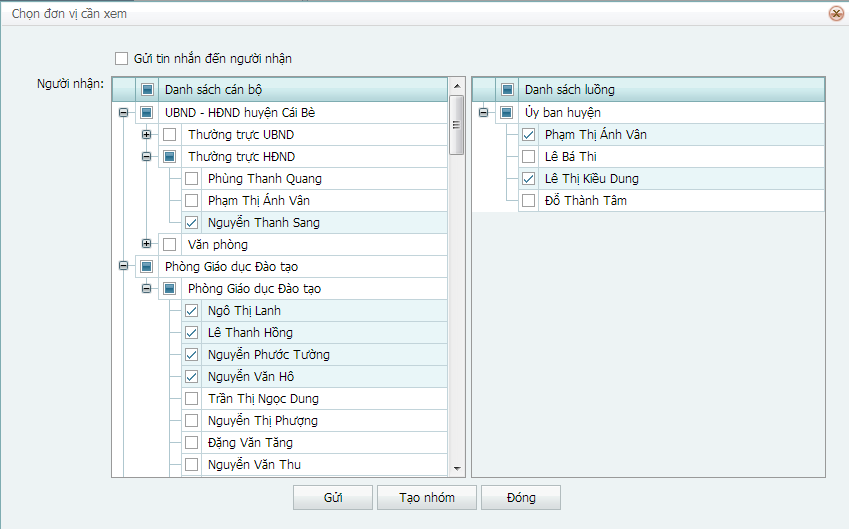 Chọn đơn vị cần xem
Gửi tin nhắn đến người nhận
Người nhận:
Danh sách cán bộ
UBND - HĐND huyện Cái Bè
Thường trực UBND
Thường trực HĐND
Phùng Thanh Quang
Phạm Thị Ánh Vân
Nguyễn Thanh Sang
Văn phòng
Phòng Giáo dục Đào tạo
Phòng Giáo dục Đào tạo
Ngô Thị Lanh
Lê Thanh Hồng
Nguyễn Phước Tường
Nguyễn Văn Hô
Trần Thị Ngọc Dung
Nguyễn Thị Phượng
Đặng Văn Tăng
Nguyễn Văn Thu
Danh sách luồng
Ủy ban huyện
Phạm Thị Ánh Vân
Lê Bá Thi
Lê Thị Kiều Dung
Đỗ Thành Tâm
Gửi
Tạo nhóm
Đóng